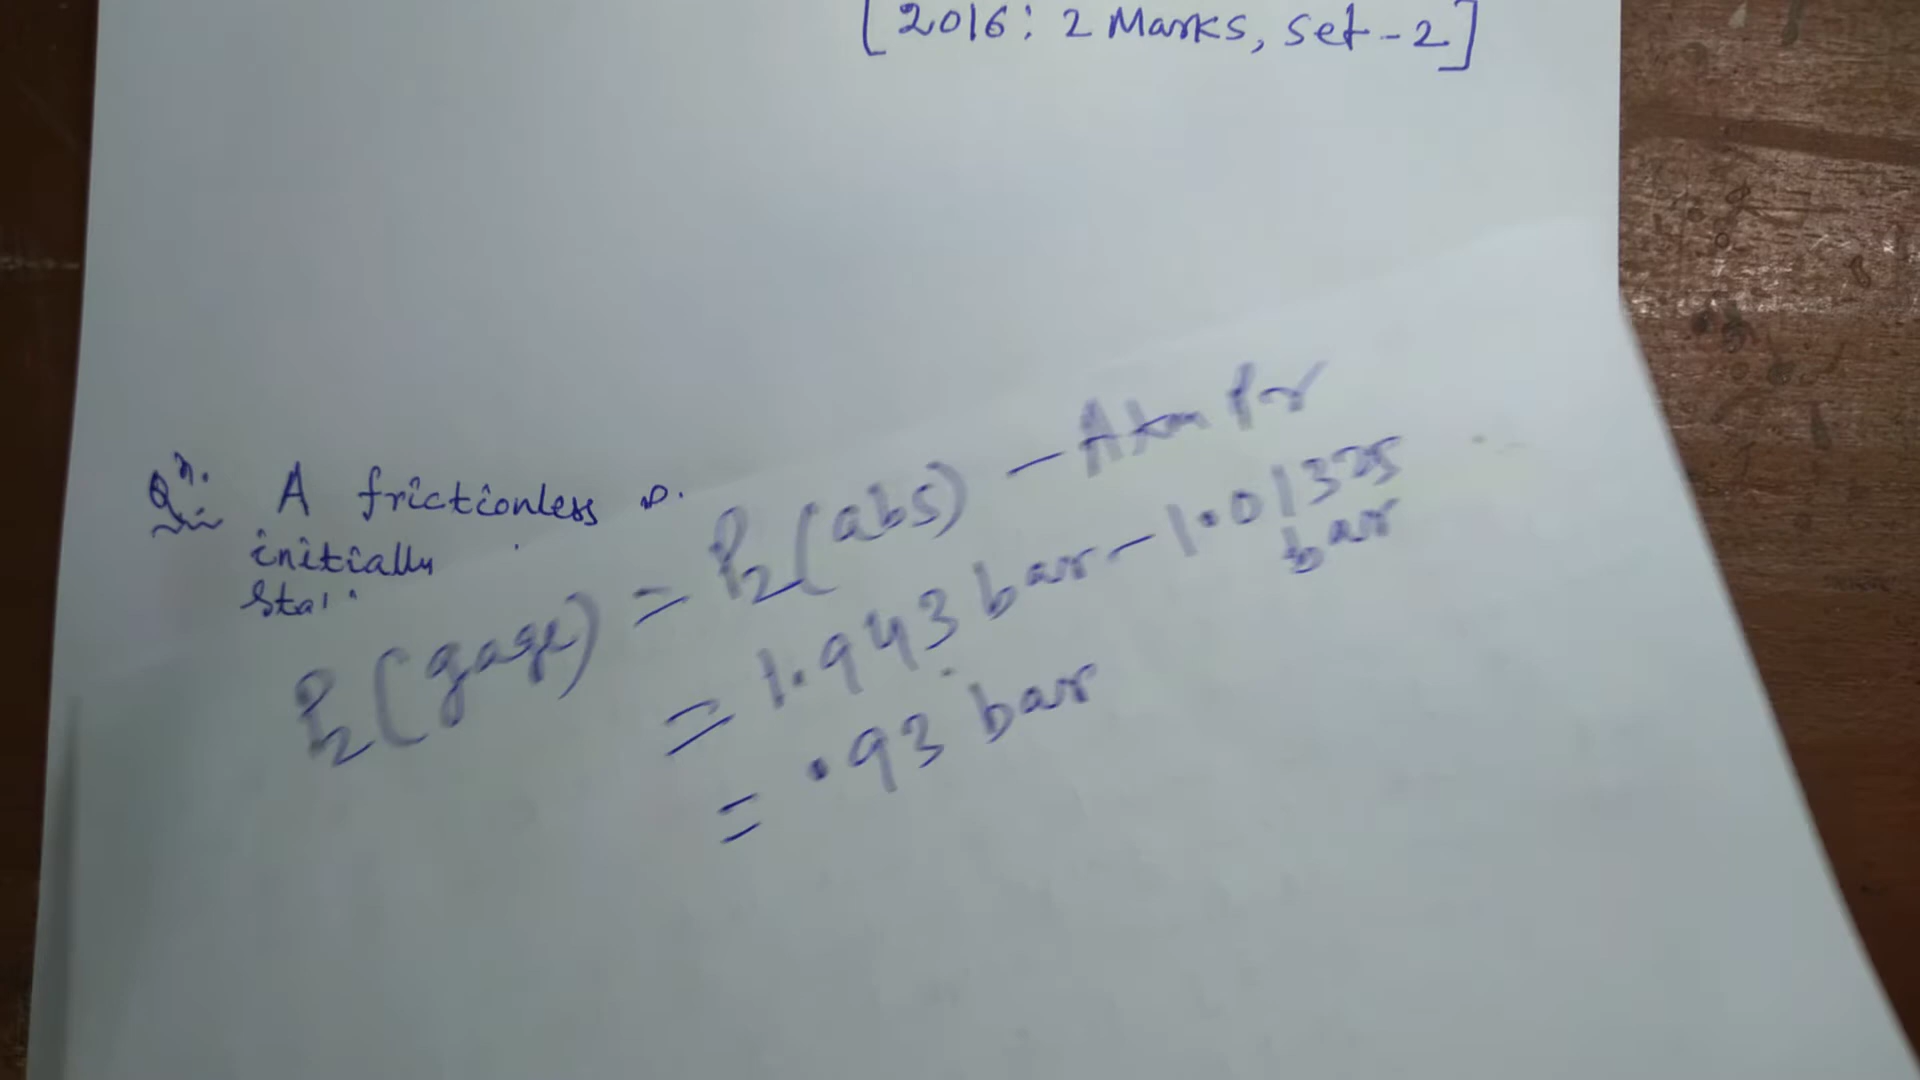 [2016: 2 Marks, Set-2]
Qn. A frictionless
initially
P2(gage) = P2(abs) - Atm Pr
= 1.943 bar - 1.01325 bar
= .93 bar